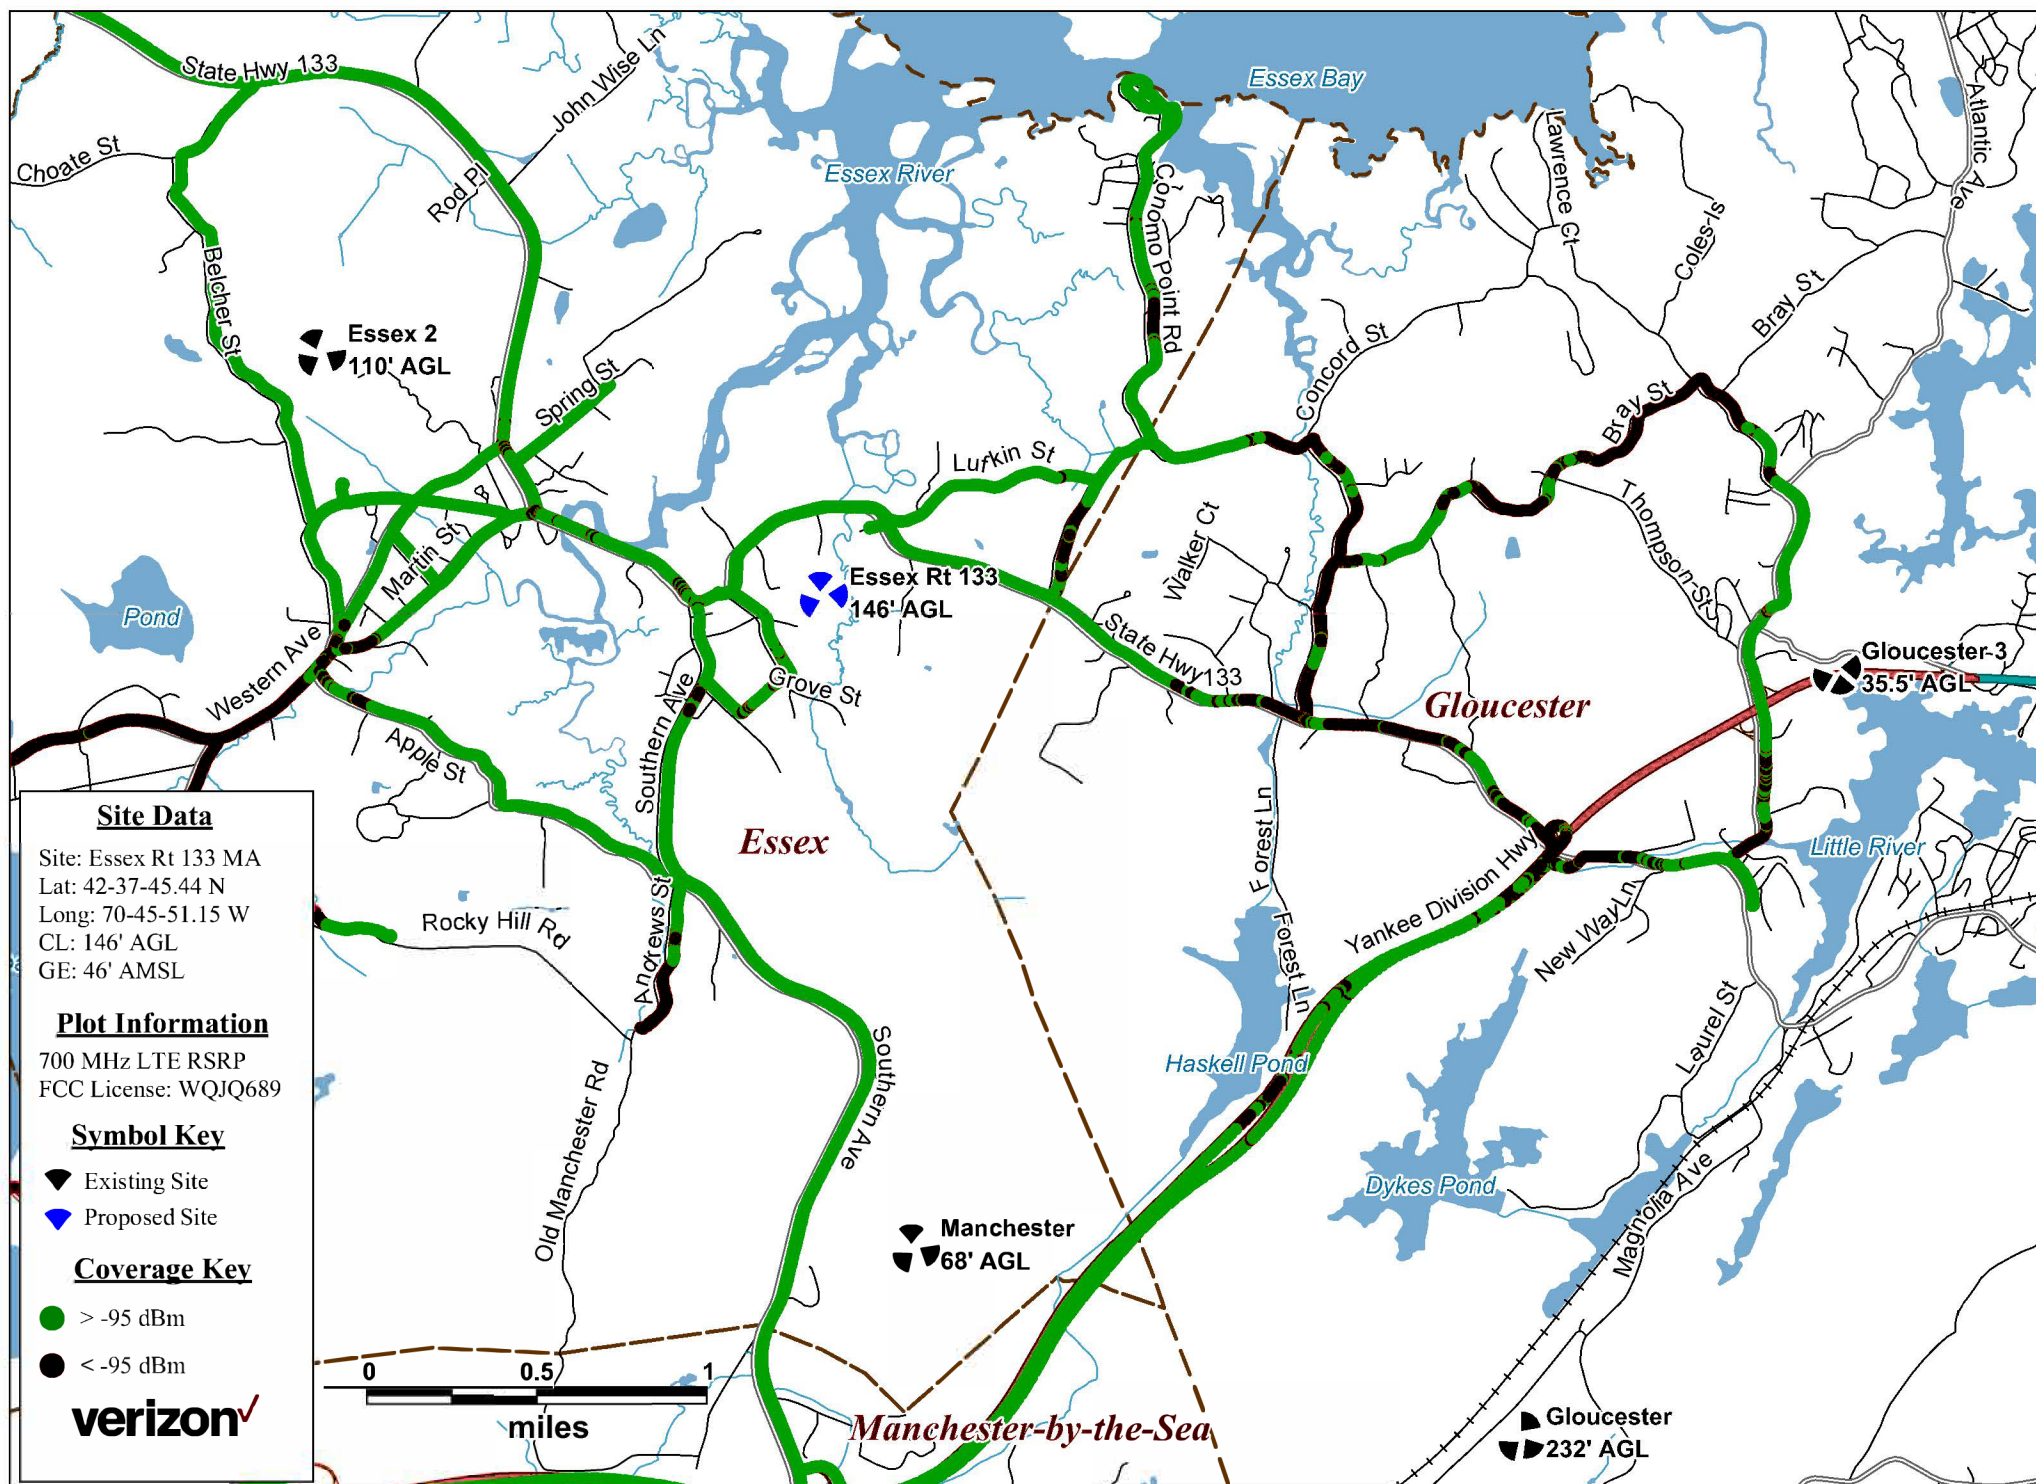 State Hwy 133
John Wise Ln
Essex Bay
Atlantic Ave
Choate St
Rod Pl
Essex River
Conomo Point Rd
Lawrence Ct
Coles Is
Belcher St
Bray St
Essex 2
110' AGL
Spring St
Concord St
Bray St
Lufkin St
Martin St
Walker Ct
Thompson St
Pond
Essex Rt 133
146' AGL
State Hwy133
Western Ave
Grove St
Gloucester-3
35.5' AGL
Gloucester
Southern Ave
Apple St
Essex
Forest Ln
Yankee Division Hwy
Little River
Rocky Hill Rd
Andrews St
Forest Ln
New Way Ln
Laurel St
Southern Ave
Haskell Pond
Old Manchester Rd
Dykes Pond
Magnolia Ave
Manchester
68' AGL
Manchester-by-the-Sea
Gloucester
232' AGL
Site Data
Site: Essex Rt 133 MA
Lat: 42-37-45.44 N
Long: 70-45-51.15 W
CL: 146' AGL
GE: 46' AMSL
Plot Information
700 MHz LTE RSRP
FCC License: WQJQ689
Symbol Key
Existing Site
Proposed Site
Coverage Key
> -95 dBm
< -95 dBm
verizon
0 0.5 1
miles